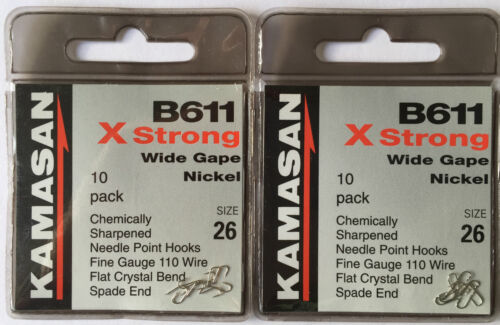 KAMASAN
B611
X Strong
Wide Gape
Nickel
10
pack
SIZE
26
Chemically
Sharpened
Needle Point Hooks
Fine Gauge 110 Wire
Flat Crystal Bend
Spade End
KAMASAN
B611
X Strong
Wide Gape
Nickel
10
pack
SIZE
26
Chemically
Sharpened
Needle Point Hooks
Fine Gauge 110 Wire
Flat Crystal Bend
Spade End